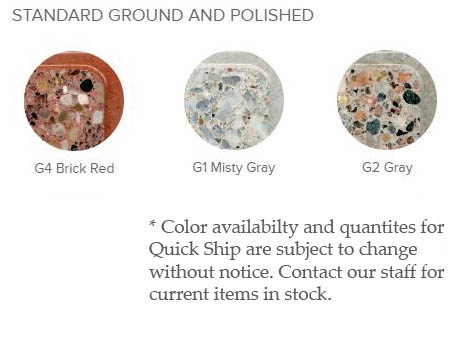 STANDARD GROUND AND POLISHED
G4 Brick Red
G1 Misty Gray
G2 Gray
* Color availabilty and quantites for
Quick Ship are subject to change
without notice. Contact our staff for
current items in stock.